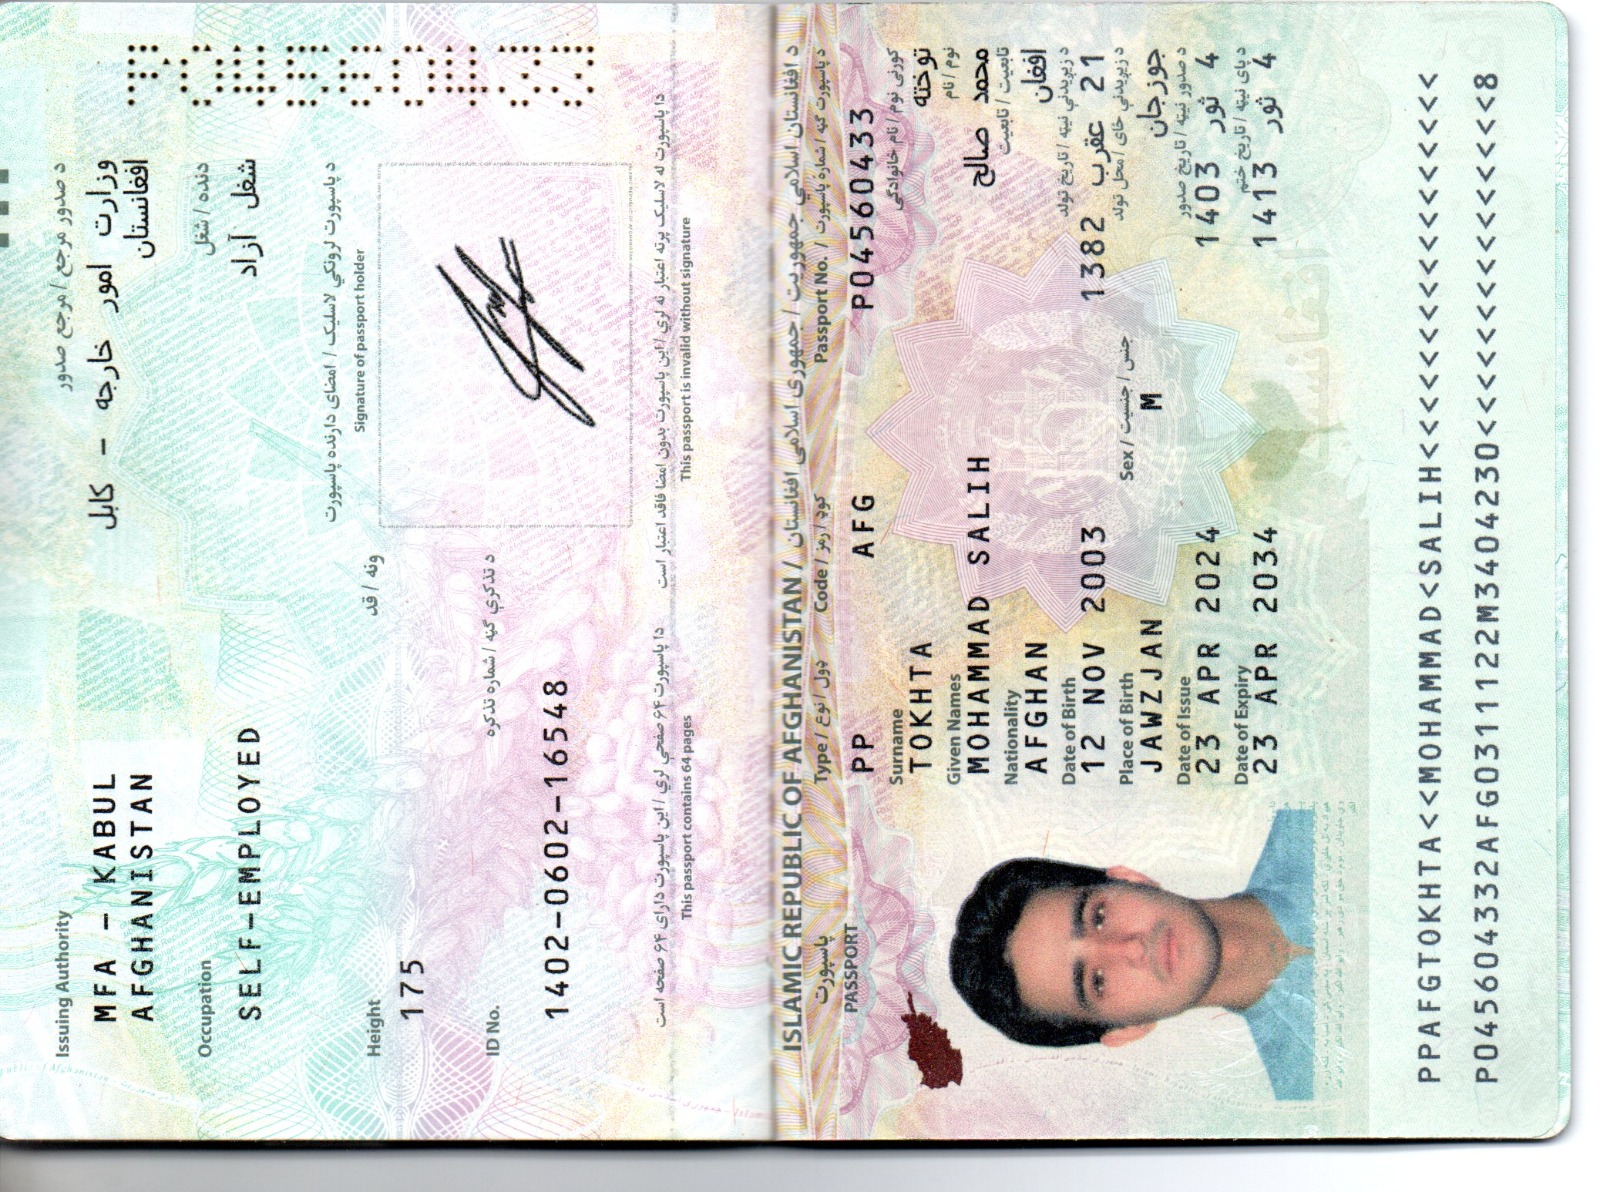 Issuing Authority د صدور مرجع / مرجع صدور
MFA - KABUL
AFGHANISTAN
وزارت امور خارجه - کابل
افغانستان
Occupation دنده / شغل
SELF-EMPLOYED شغل آزاد
د پاسپورت لرونکي لاسلیک / امضای دارنده پاسپورت
Signature of passport holder
Height ونه / قد
175
ID No. د تذکرې ګڼه / شماره تذکره
1402-0602-16548
دا پاسپورت ۶۴ صفحې لري / این پاسپورت دارای ۶۴ صفحه است
This passport contains 64 pages
دا پاسپورت له لاسلیک پرته اعتبار نه لري / این پاسپورت بدون امضا فاقد اعتبار است
This passport is invalid without signature
P04560433
د افغانستان اسلامي جمهوریت / جمهوری اسلامی افغانستان / ISLAMIC REPUBLIC OF AFGHANISTAN
پاسپورت
PASSPORT
Type / ډول / نوع Code / کوډ / رمز Passport No. / د پاسپورت ګڼه / شماره پاسپورت
PP AFG P04560433
Surname کورنی نوم / نام خانوادگی
TOKHTA توخته
Given Names نوم / نام
MOHAMMAD SALIH محمد صالح
Nationality تابعیت / تابعیت
AFGHAN افغان
Date of Birth د زیږیدنې نیټه / تاریخ تولد
12 NOV 2003 1382 عقرب 21
Place of Birth Sex / جنس / جنسیت د زیږیدنې ځای / محل تولد
JAWZJAN M جوزجان
Date of Issue د صدور نیټه / تاریخ صدور
23 APR 2024 1403 ثور 4
Date of Expiry د پای نیټه / تاریخ ختم
23 APR 2034 1413 ثور 4
PPAFGTOKHTA<<MOHAMMAD<SALIH<<<<<<<<<<<<<<<<<
P045604332AFG0311122M3404230<<<<<<<<<<<<<<<8